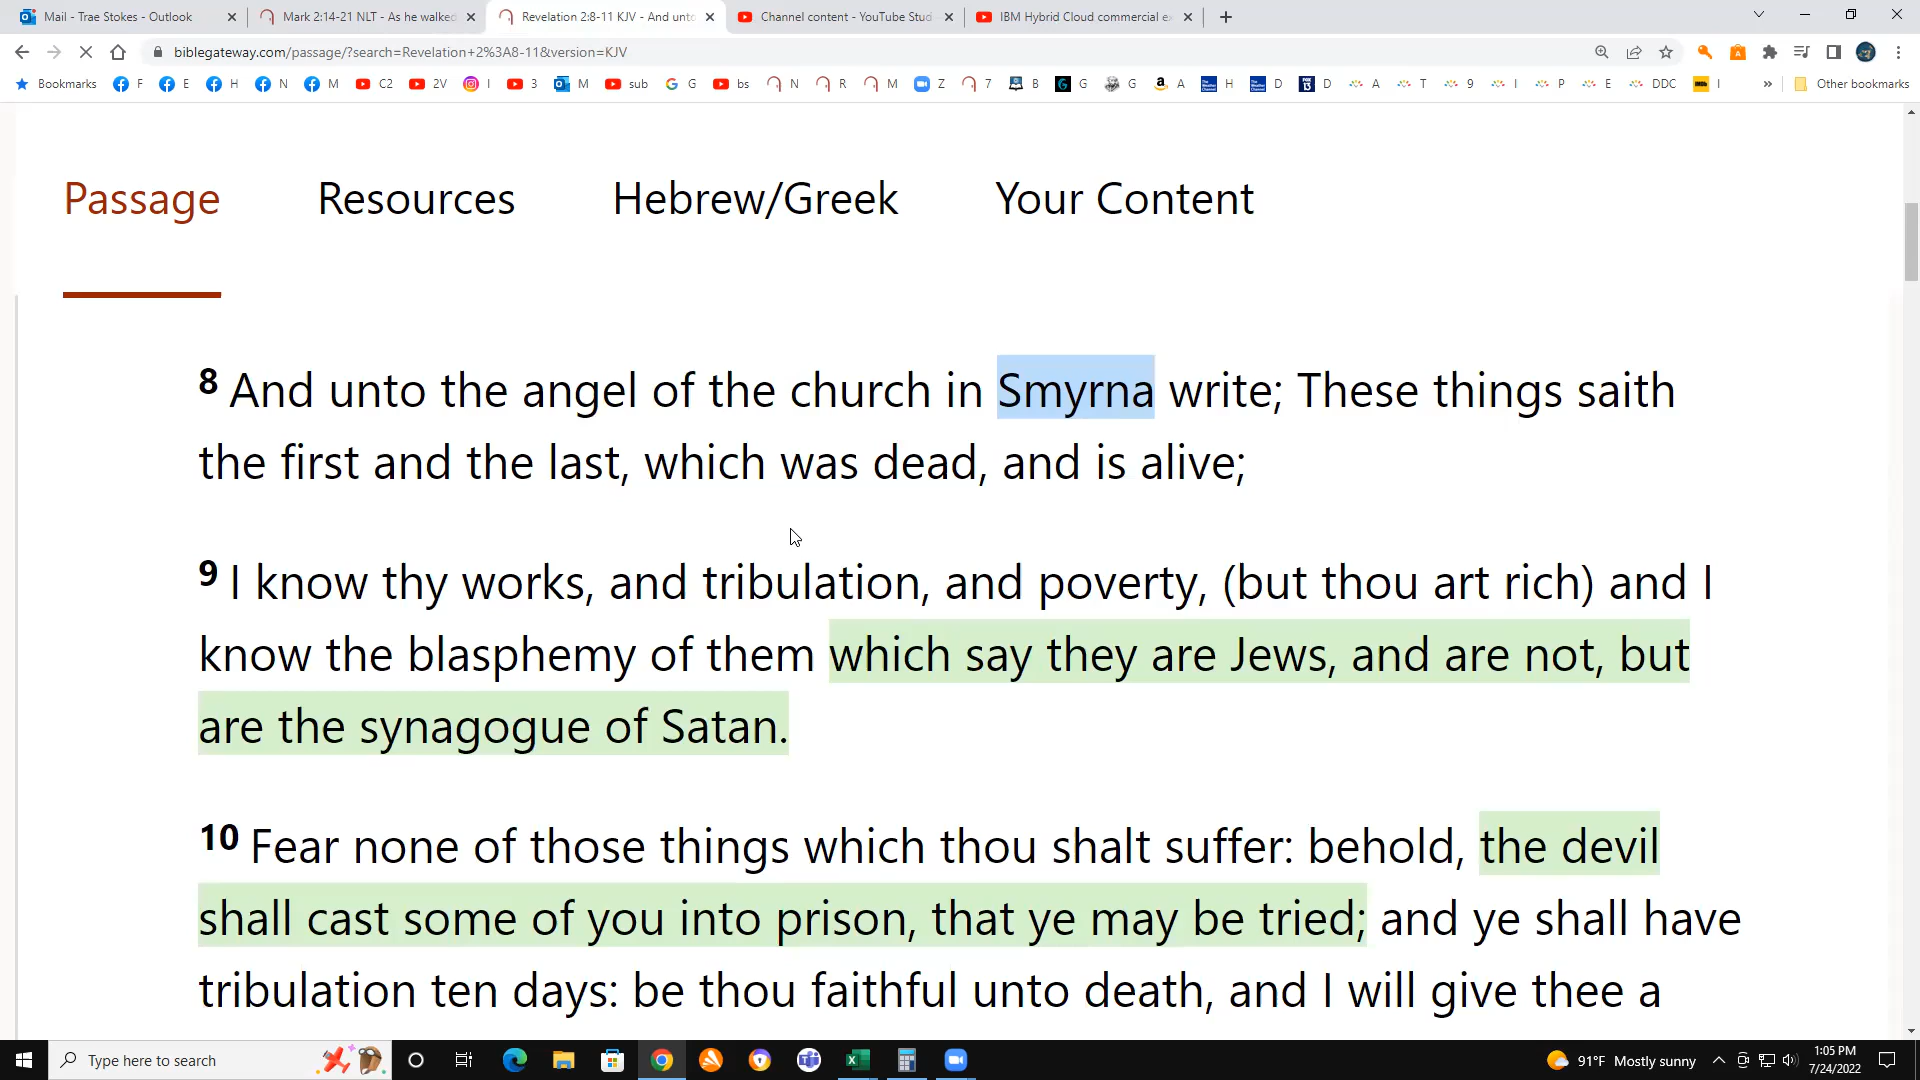 Mail - Trae Stokes - Outlook
Mark 2:14-21 NLT - As he walked
Revelation 2:8-11 KJV - And unto
Channel content - YouTube Stud
IBM Hybrid Cloud commercial e
biblegateway.com/passage/?search=Revelation+2%3A8-11&version=KJV
Bookmarks F E H N M C2 2V I 3 M sub G bs N R M Z 7 B G G A H D D A T 9 I P E DDC I » Other bookmarks
Passage Resources Hebrew/Greek Your Content
8 And unto the angel of the church in Smyrna write; These things saith
the first and the last, which was dead, and is alive;
9 I know thy works, and tribulation, and poverty, (but thou art rich) and I
know the blasphemy of them which say they are Jews, and are not, but
are the synagogue of Satan.
10 Fear none of those things which thou shalt suffer: behold, the devil
shall cast some of you into prison, that ye may be tried; and ye shall have
tribulation ten days: be thou faithful unto death, and I will give thee a
Type here to search
91°F Mostly sunny
1:05 PM
7/24/2022